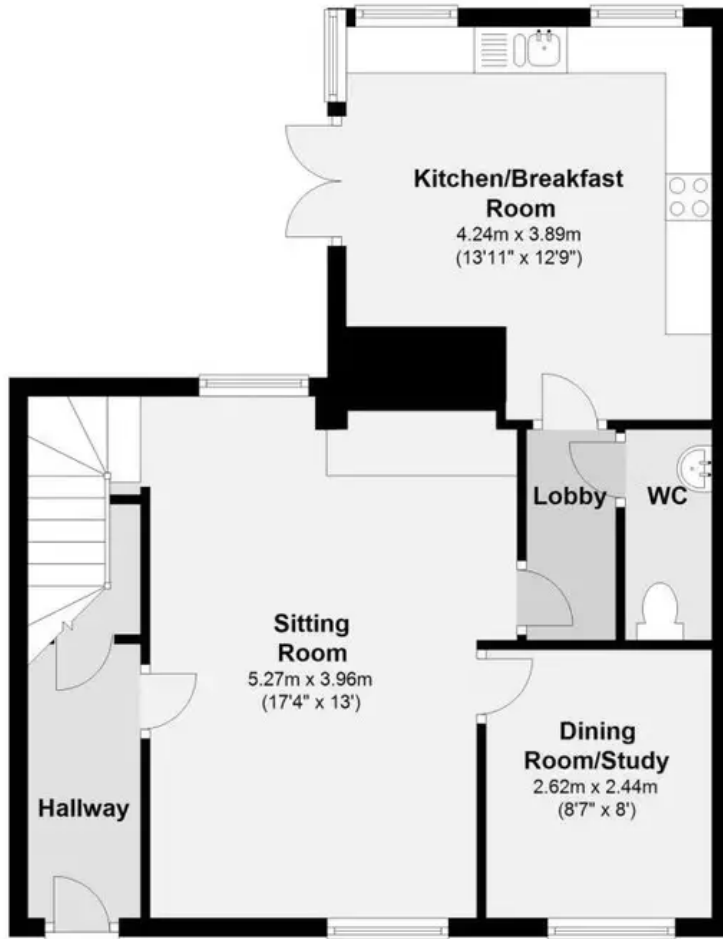 Kitchen/Breakfast
Room
4.24m x 3.89m
(13'11" x 12'9")
Lobby
WC
Sitting
Room
5.27m x 3.96m
(17'4" x 13')
Dining
Room/Study
2.62m x 2.44m
(8'7" x 8')
Hallway